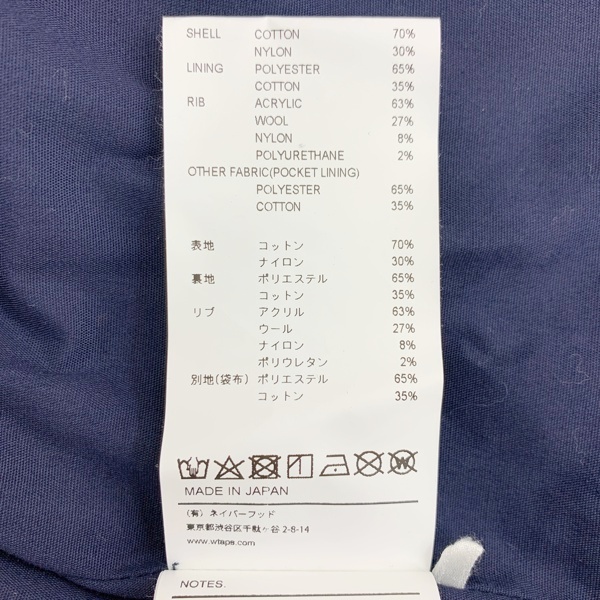 SHELL COTTON 70%
NYLON 30%
LINING POLYESTER 65%
COTTON 35%
RIB ACRYLIC 63%
WOOL 27%
NYLON 8%
POLYURETHANE 2%
OTHER FABRIC(POCKET LINING)
POLYESTER 65%
COTTON 35%
表地 コットン 70%
ナイロン 30%
裏地 ポリエステル 65%
コットン 35%
リブ アクリル 63%
ウール 27%
ナイロン 8%
ポリウレタン 2%
別地(袋布) ポリエステル 65%
コットン 35%
W
MADE IN JAPAN
(有) ネイバーフッド
東京都渋谷区千駄ヶ谷 2-8-14
www.wtaps.com
NOTES.